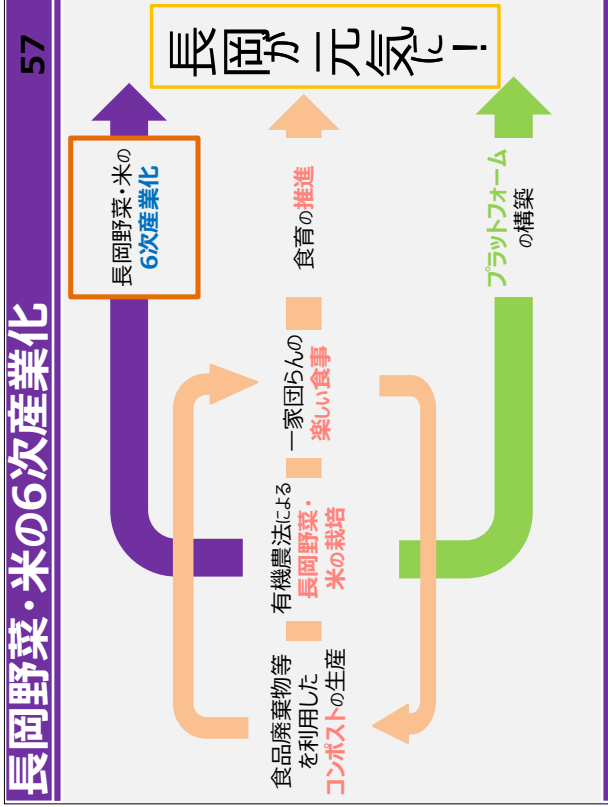 長岡野菜・米の6次産業化
57
長岡野菜・米の
6次産業化
食品廃棄物等
を利用した
コンポストの生産
有機農法による
長岡野菜・
米の栽培
一家団らんの
楽しい食事
食育の推進
プラットフォーム
の構築
長岡が元気に！